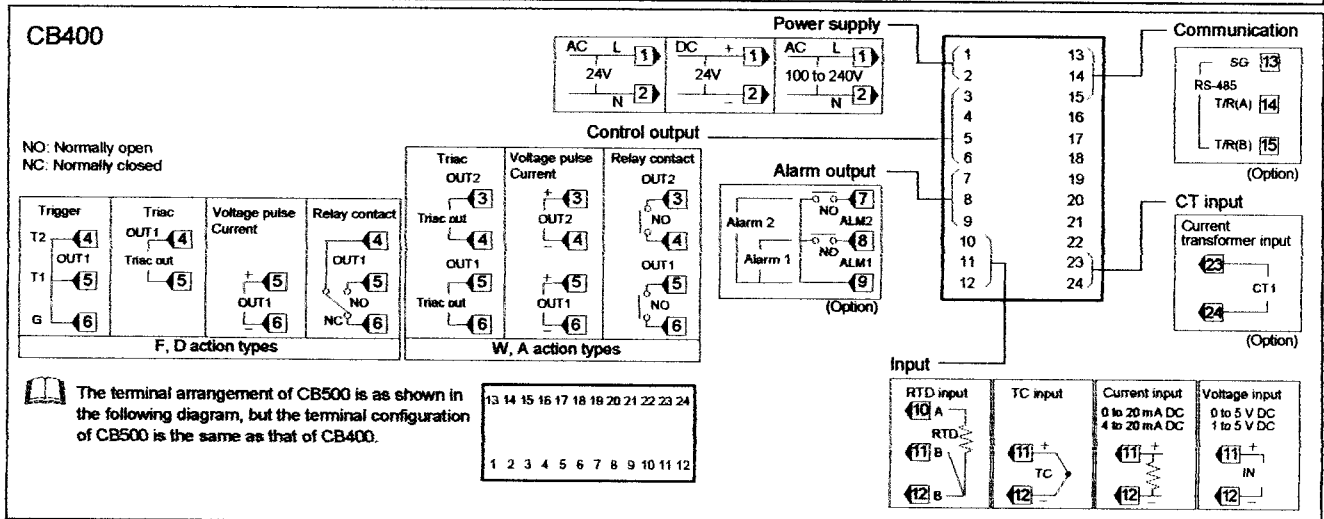 CB400
NO: Normally open
NC: Normally closed
Power supply
AC L 1
24V
N 2
DC + 1
24V
− 2
AC L 1
100 to 240V
N 2
Control output
Trigger
T2 4
OUT1
T1 5
G 6
Triac
OUT1 4
Triac out
5
Voltage pulse
Current
+ 5
OUT1
− 6
Relay contact
4
OUT1
5
NO
NC 6
F, D action types
Triac
OUT2
3
Triac out
4
OUT1
5
Triac out
6
Voltage pulse
Current
+ 3
OUT2
− 4
+ 5
OUT1
− 6
Relay contact
OUT2
3
NO
4
OUT1
5
NO
6
W, A action types
Alarm output
7
NO
Alarm 2 ALM2
8
NO
Alarm 1 ALM1
9
(Option)
1 13
2 14
3 15
4 16
5 17
6 18
7 19
8 20
9 21
10 22
11 23
12 24
Communication
SG 13
RS-485
T/R(A) 14
T/R(B) 15
(Option)
CT input
Current
transformer input
23
CT1
24
(Option)
Input
RTD input
10 A
RTD
11 B
12 B
TC input
11 +
TC
12 −
Current input
0 to 20 mA DC
4 to 20 mA DC
11 +
12 −
Voltage input
0 to 5 V DC
1 to 5 V DC
11 +
IN
12 −
The terminal arrangement of CB500 is as shown in
the following diagram, but the terminal configuration
of CB500 is the same as that of CB400.
13 14 15 16 17 18 19 20 21 22 23 24
1 2 3 4 5 6 7 8 9 10 11 12